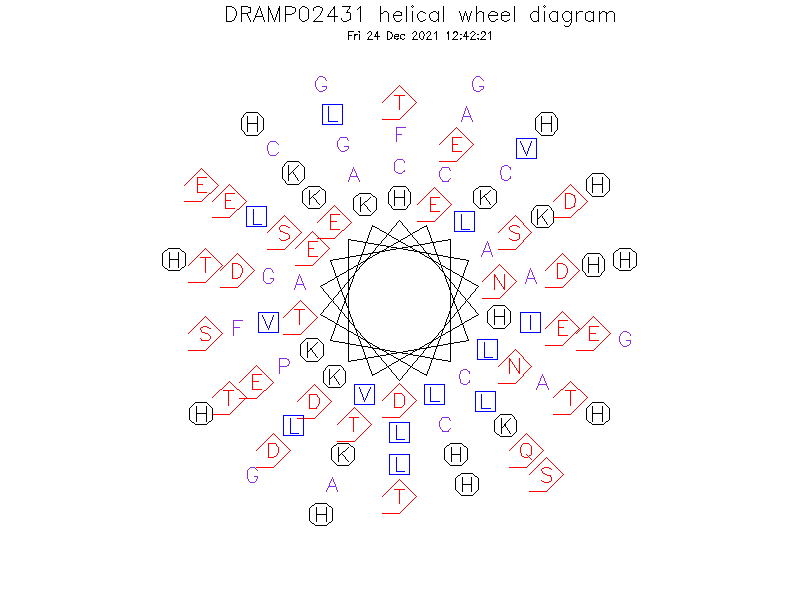 DRAMP02431 helical wheel diagram
Fri 24 Dec 2021 12:42:21
G G
L T A
H H
F
C G E V
K A C C C
E H
E K K H E K D
L E L K
S S
E A
H T H H
D D
G A
A N
T H
V I
F E
S E
G
K L
P N
K C
E A
V L
T T
D D L
H H
L T C K
L
D K H Q
L
G S
A H
T
H